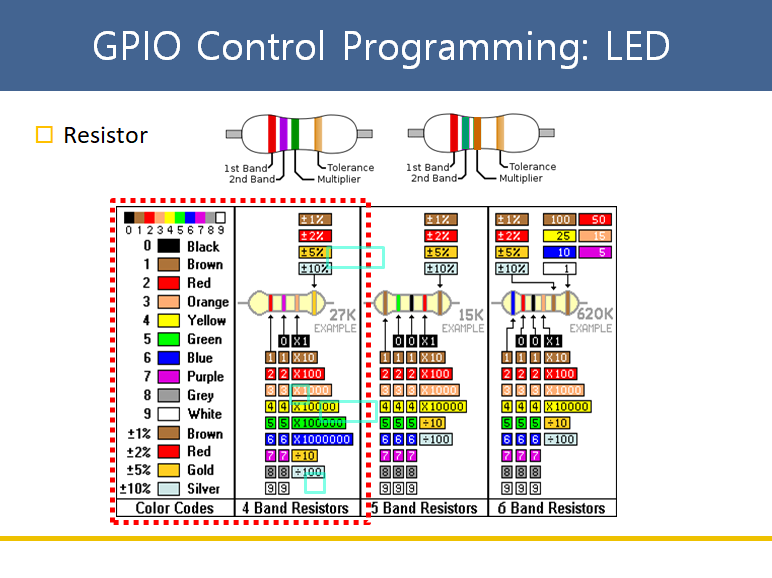 GPIO Control Programming: LED
Resistor
1st Band
2nd Band
Tolerance
Multiplier
1st Band
2nd Band
Tolerance
Multiplier
0 1 2 3 4 5 6 7 8 9
0 Black
1 Brown
2 Red
3 Orange
4 Yellow
5 Green
6 Blue
7 Purple
8 Grey
9 White
±1% Brown
±2% Red
±5% Gold
±10% Silver
Color Codes
±1%
±2%
±5%
±10%
27K
EXAMPLE
0 X1
1 1 X10
2 2 X100
3 3 X1000
4 4 X10000
5 5 X100000
6 6 X1000000
7 7 ÷10
8 8 ÷100
9 9
4 Band Resistors
±1%
±2%
±5%
±10%
15K
EXAMPLE
0 0 X1
1 1 1 X10
2 2 2 X100
3 3 3 X1000
4 4 4 X10000
5 5 5 ÷10
6 6 6 ÷100
7 7 7
8 8 8
9 9 9
5 Band Resistors
±1% 100 50
±2% 25 15
±5% 10 5
±10% 1
620K
EXAMPLE
0 0 X1
1 1 1 X10
2 2 2 X100
3 3 3 X1000
4 4 4 X10000
5 5 5 ÷10
6 6 6 ÷100
7 7 7
8 8 8
9 9 9
6 Band Resistors